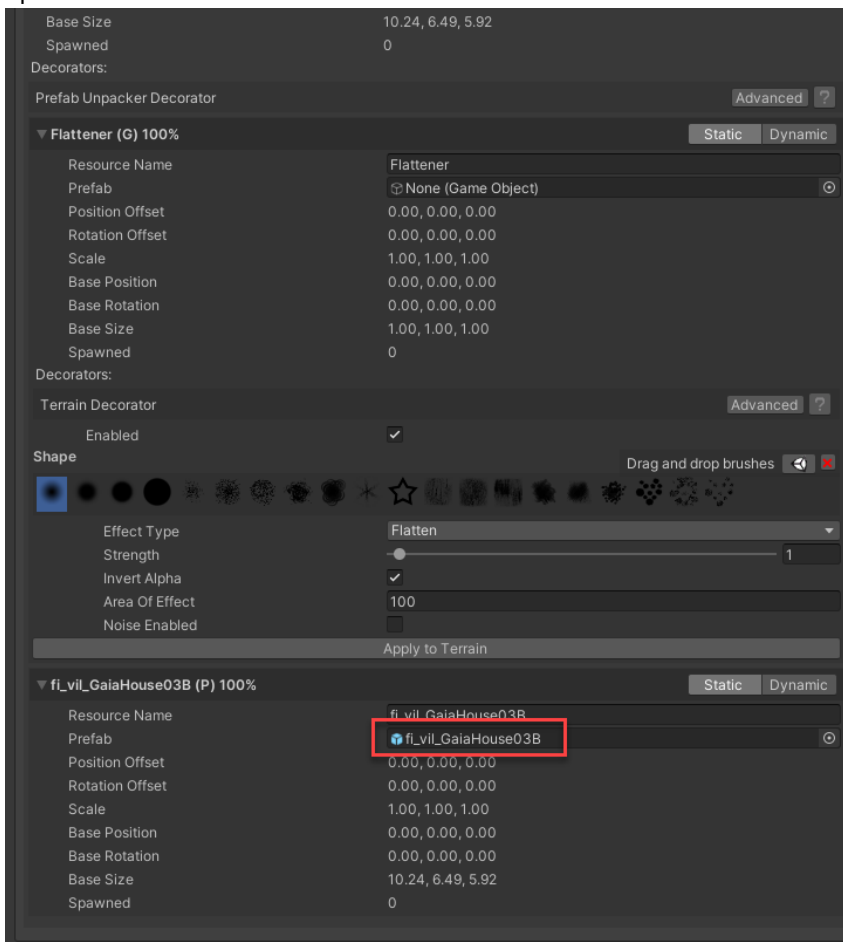 Base Size 10.24, 6.49, 5.92
Spawned 0
Decorators:
Prefab Unpacker Decorator Advanced ?
Flattener (G) 100% Static Dynamic
Resource Name Flattener
Prefab None (Game Object)
Position Offset 0.00, 0.00, 0.00
Rotation Offset 0.00, 0.00, 0.00
Scale 1.00, 1.00, 1.00
Base Position 0.00, 0.00, 0.00
Base Rotation 0.00, 0.00, 0.00
Base Size 1.00, 1.00, 1.00
Spawned 0
Decorators:
Terrain Decorator Advanced ?
Enabled
Shape Drag and drop brushes
Effect Type Flatten
Strength 1
Invert Alpha
Area Of Effect 100
Noise Enabled
Apply to Terrain
fi_vil_GaiaHouse03B (P) 100% Static Dynamic
Resource Name fi_vil_GaiaHouse03B
Prefab fi_vil_GaiaHouse03B
Position Offset 0.00, 0.00, 0.00
Rotation Offset 0.00, 0.00, 0.00
Scale 1.00, 1.00, 1.00
Base Position 0.00, 0.00, 0.00
Base Rotation 0.00, 0.00, 0.00
Base Size 10.24, 6.49, 5.92
Spawned 0